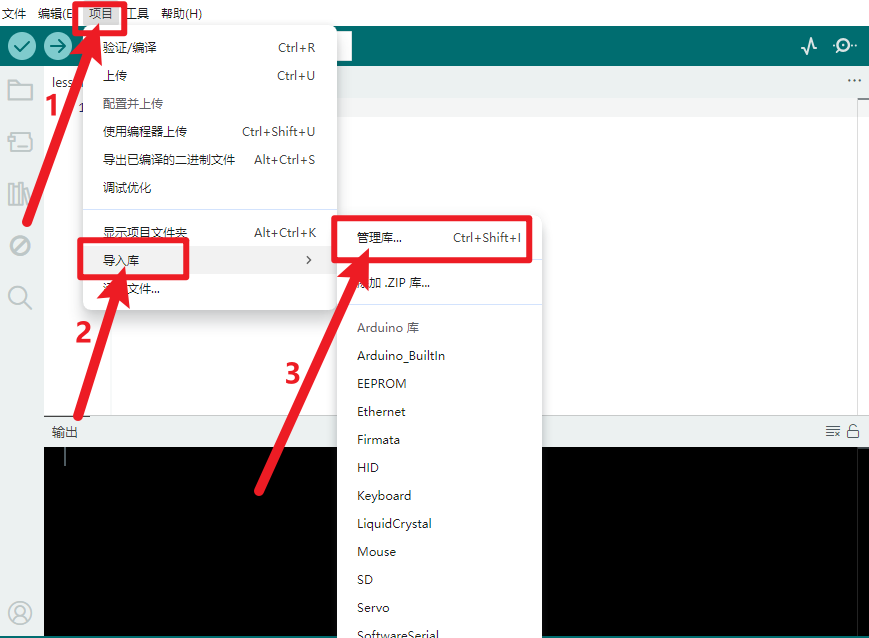 文件 编辑(E 项目 工具 帮助(H)
验证/编译 Ctrl+R
上传 Ctrl+U
配置并上传
使用编程器上传 Ctrl+Shift+U
导出已编译的二进制文件 Alt+Ctrl+S
调试优化
显示项目文件夹 Alt+Ctrl+K
导入库
文件...
less
1
1
2
3
管理库... Ctrl+Shift+I
加 .ZIP 库...
Arduino 库
Arduino_BuiltIn
EEPROM
Ethernet
Firmata
HID
Keyboard
LiquidCrystal
Mouse
SD
Servo
SoftwareSerial
输出